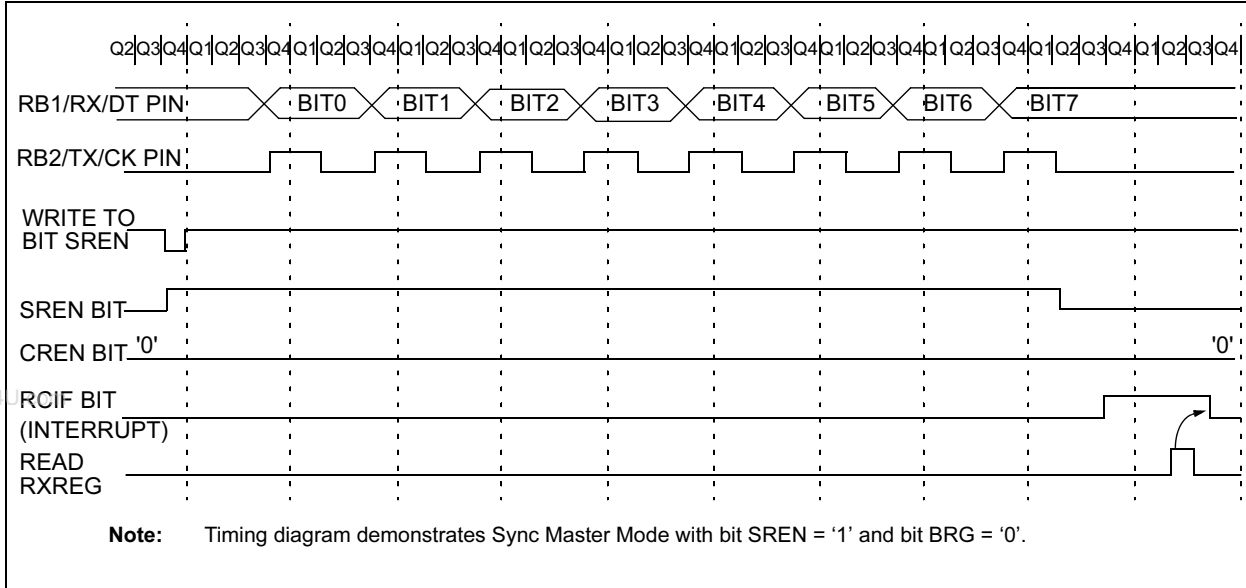 Q2 Q3 Q4 Q1 Q2 Q3 Q4 Q1 Q2 Q3 Q4 Q1 Q2 Q3 Q4 Q1 Q2 Q3 Q4 Q1 Q2 Q3 Q4 Q1 Q2 Q3 Q4 Q1 Q2 Q3 Q4 Q1 Q2 Q3 Q4 Q1 Q2 Q3 Q4 Q1 Q2 Q3 Q4
RB1/RX/DT PIN BIT0 BIT1 BIT2 BIT3 BIT4 BIT5 BIT6 BIT7
RB2/TX/CK PIN
WRITE TO
BIT SREN
SREN BIT
CREN BIT '0' '0'
RCIF BIT
(INTERRUPT)
READ
RXREG
Note: Timing diagram demonstrates Sync Master Mode with bit SREN = ‘1’ and bit BRG = ‘0’.